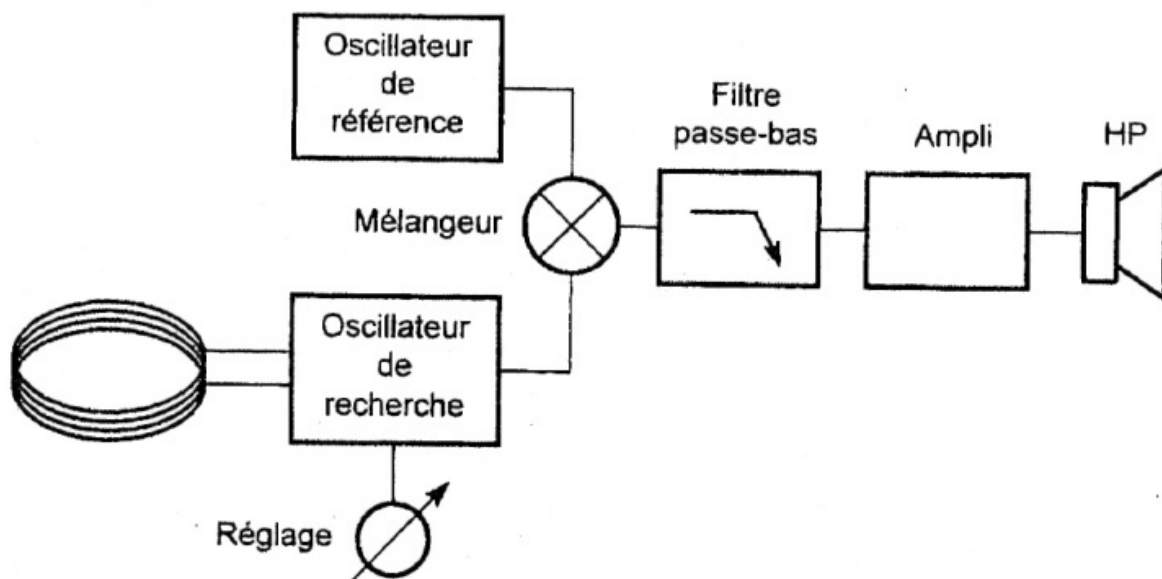 Oscillateur
de
référence
Filtre
passe-bas
Ampli
HP
Mélangeur
Oscillateur
de
recherche
Réglage